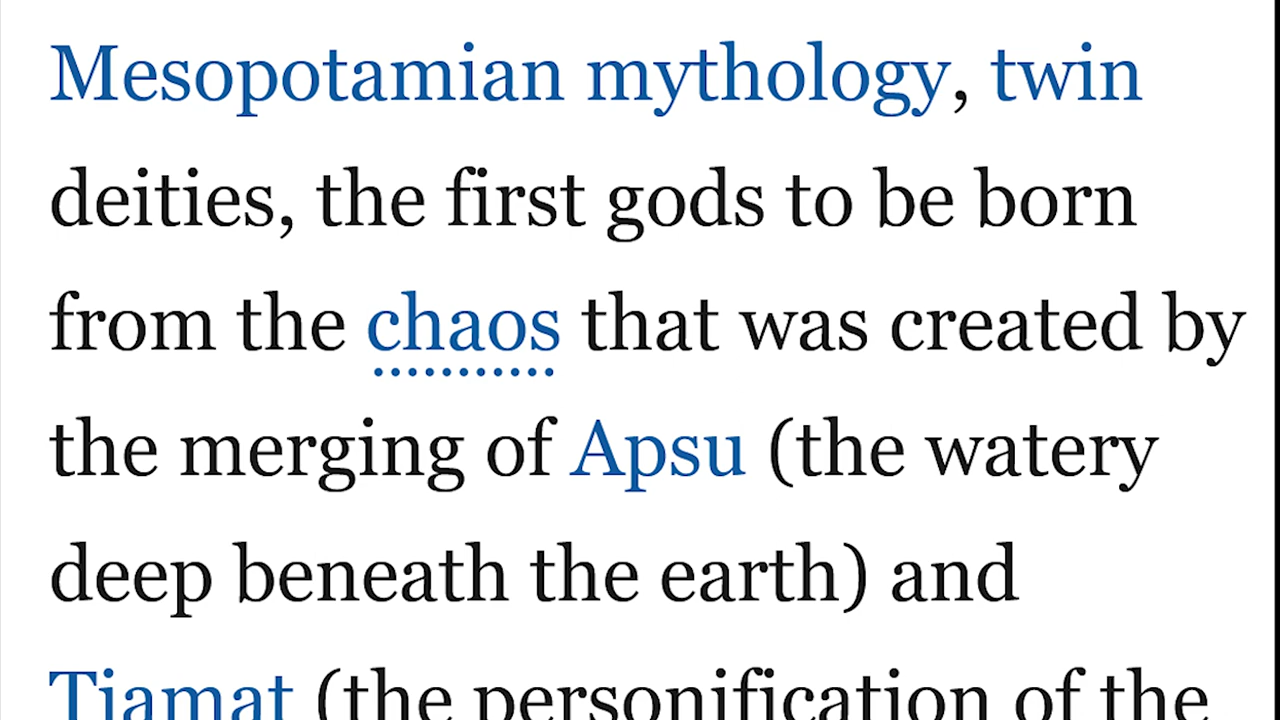 Mesopotamian mythology, twin
deities, the first gods to be born
from the chaos that was created by
the merging of Apsu (the watery
deep beneath the earth) and
Tiamat (the personification of the